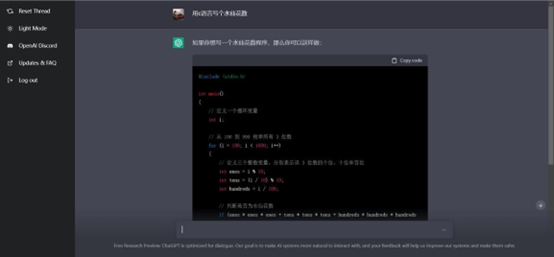 Reset Thread
Light Mode
OpenAI Discord
Updates & FAQ
Log out
用c语言写个水仙花数
如果你想写一个水仙花数程序，那么你可以这样做：
Copy code
#include <stdio.h>
int main()
{
// 定义一个循环变量
int i;
// 从 100 到 999 枚举所有 3 位数
for (i = 100; i < 1000; i++)
{
// 定义三个整数变量，分别表示这 3 位数的个位、十位和百位
int ones = i % 10;
int tens = (i / 10) % 10;
int hundreds = i / 100;
// 判断是否为水仙花数
if (ones * ones * ones + tens * tens * tens + hundreds * hundreds * hundreds
Free Research Preview: ChatGPT is optimized for dialogue. Our goal is to make AI systems more natural to interact with, and your feedback will help us improve our systems and make them safer.